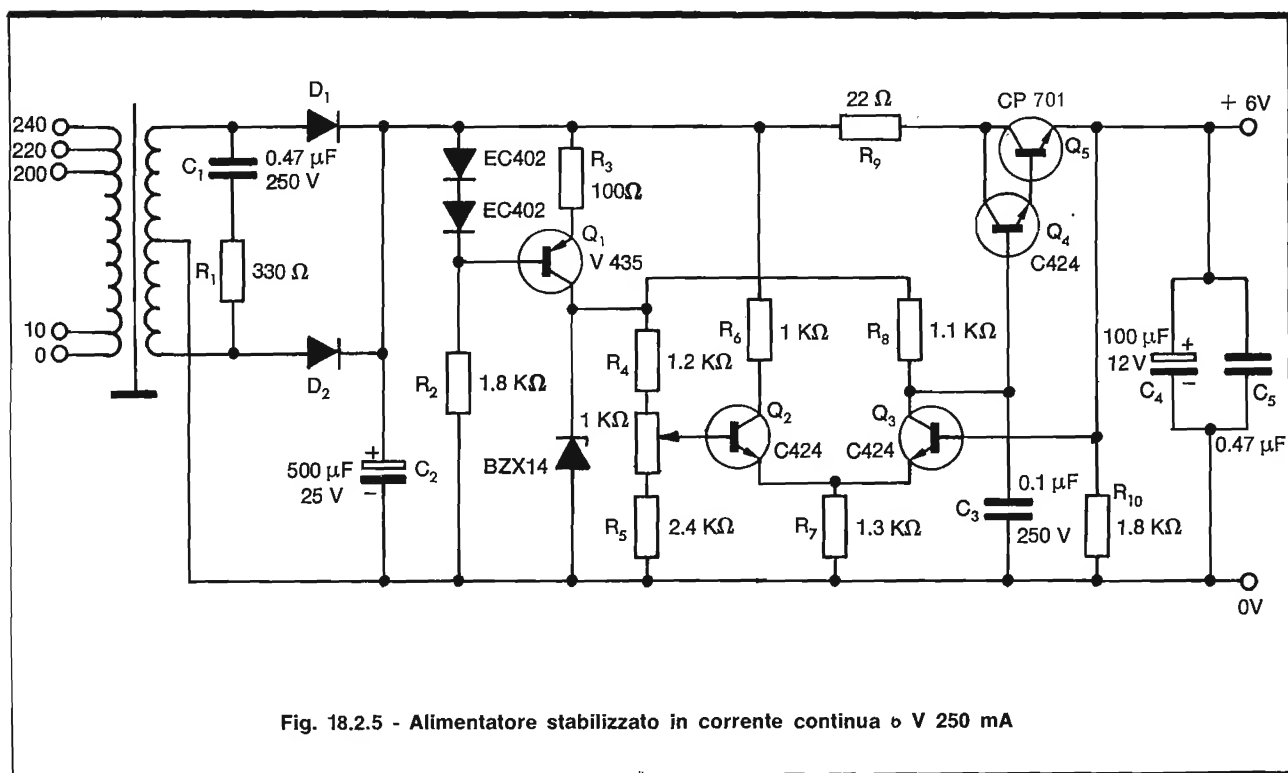 240
220
200
10
0
C1
0.47 µF
250 V
R1
330 Ω
D1
D2
500 µF
25 V
+
−
C2
EC402
EC402
R2
1.8 KΩ
R3
100Ω
Q1
V 435
BZX14
R4
1.2 KΩ
1 KΩ
R5
2.4 KΩ
R6
1 KΩ
Q2
C424
R7
1.3 KΩ
R8
1.1 KΩ
Q3
C424
22 Ω
R9
CP 701
Q5
Q4
C424
0.1 µF
C3
250 V
R10
1.8 KΩ
100 µF
12 V
+
−
C4
C5
0.47 µF
+ 6V
0V
Fig. 18.2.5 - Alimentatore stabilizzato in corrente continua 6 V 250 mA